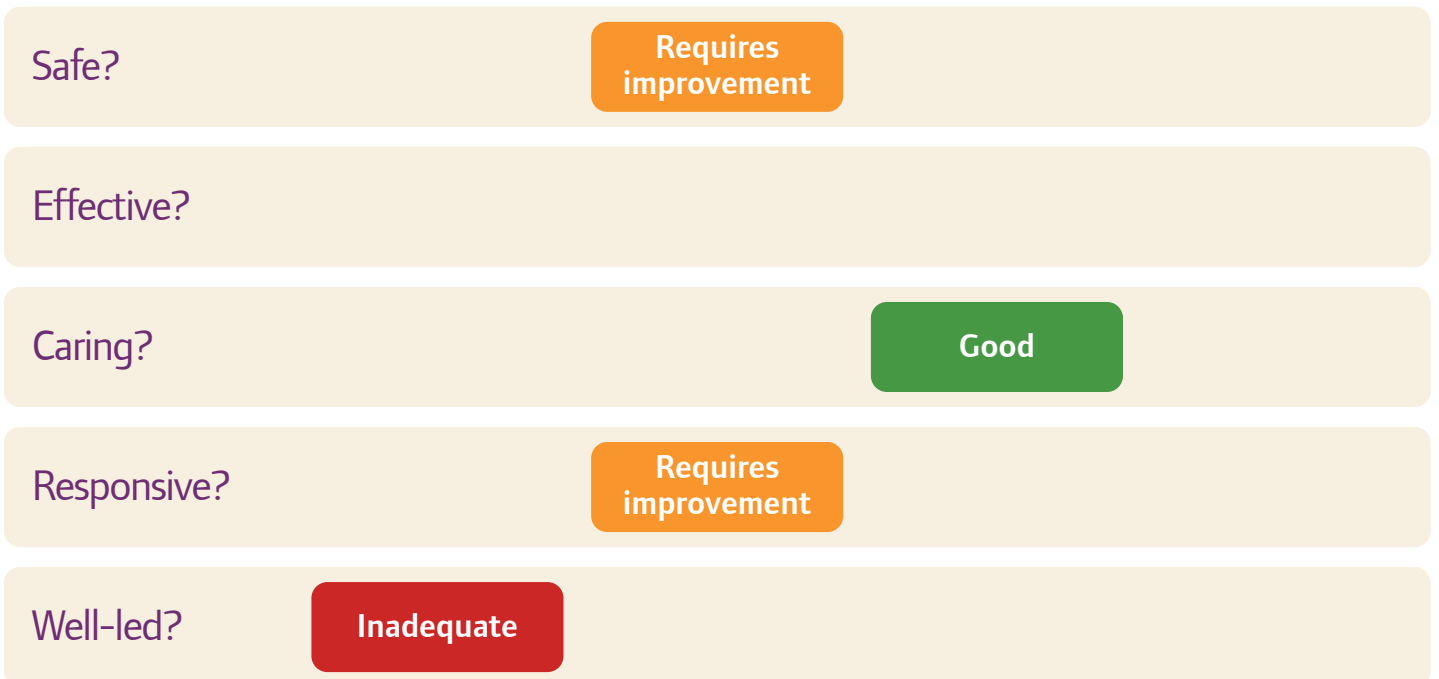 Safe?
Requires
improvement
Effective?
Caring?
Good
Responsive?
Requires
improvement
Well-led?
Inadequate